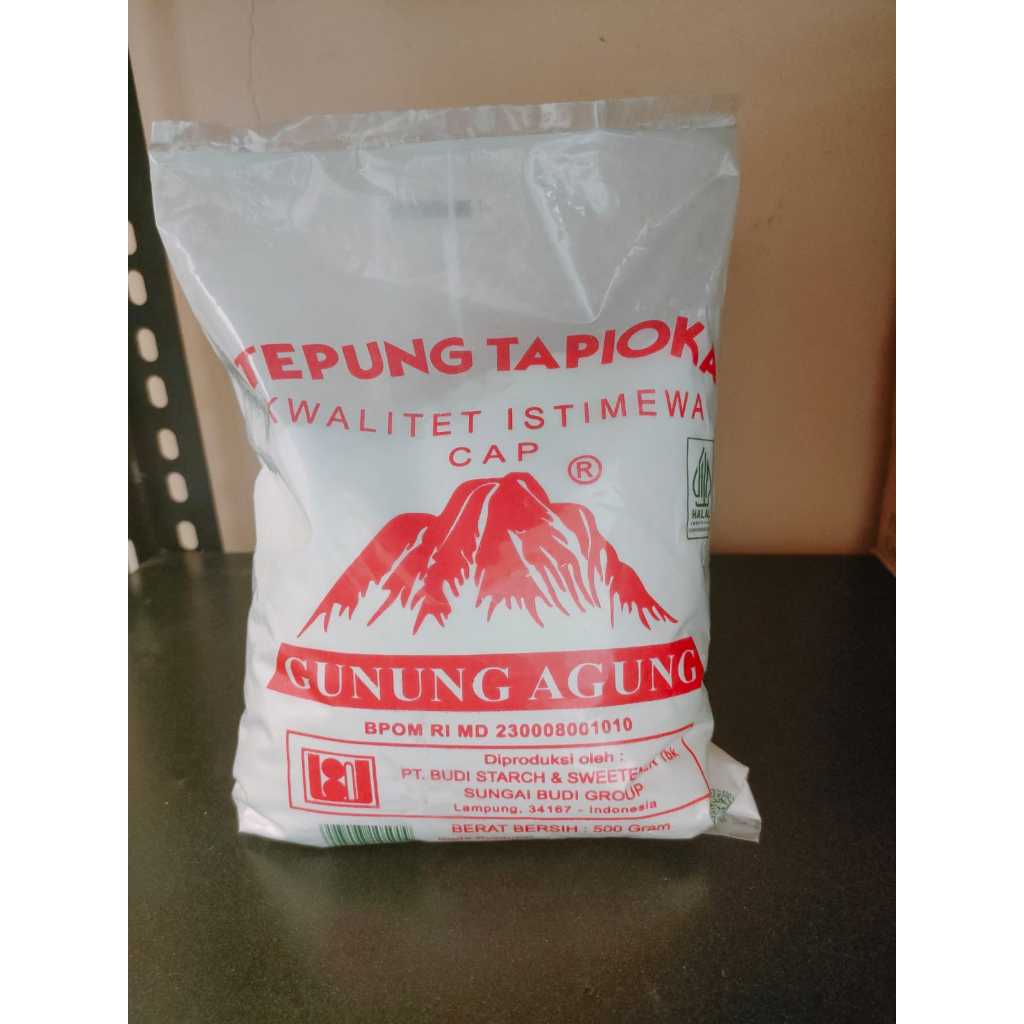 TEPUNG TAPIOKA
KWALITET ISTIMEWA
CAP
®
HALAL
GUNUNG AGUNG
BPOM RI MD 230008001010
Diproduksi oleh :
PT. BUDI STARCH & SWEETENER Tbk
SUNGAI BUDI GROUP
Lampung, 34167 - Indonesia
BERAT BERSIH : 500 Gram